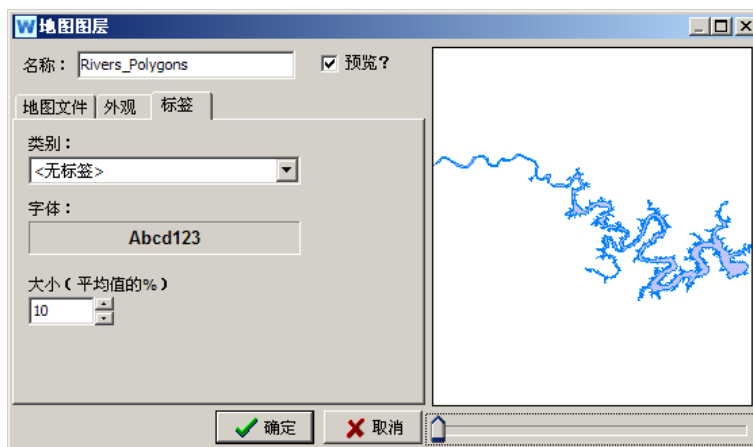 地图图层
名称： Rivers_Polygons 预览？
地图文件 外观 标签
类别：
<无标签>
字体：
Abcd123
大小（平均值的%）
10
确定 取消